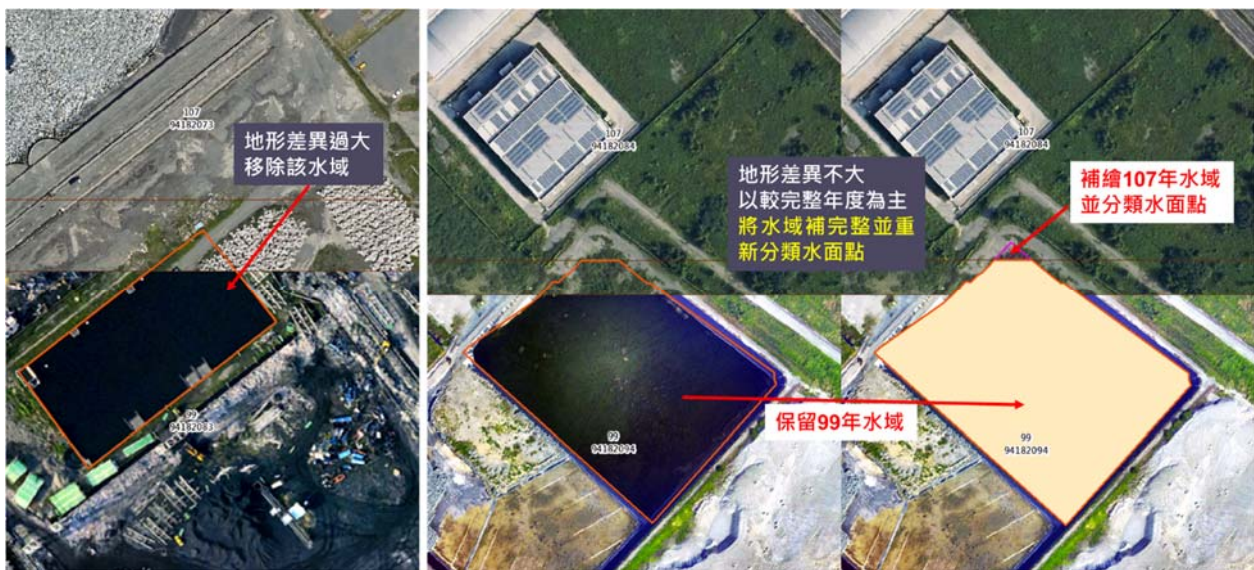 107
94182073
地形差異過大
移除該水域
99
94182083
107
94182084
地形差異不大
以較完整年度為主
將水域補完整並重
新分類水面點
保留99年水域
99
94182094
107
94182084
補繪107年水域
並分類水面點
99
94182094